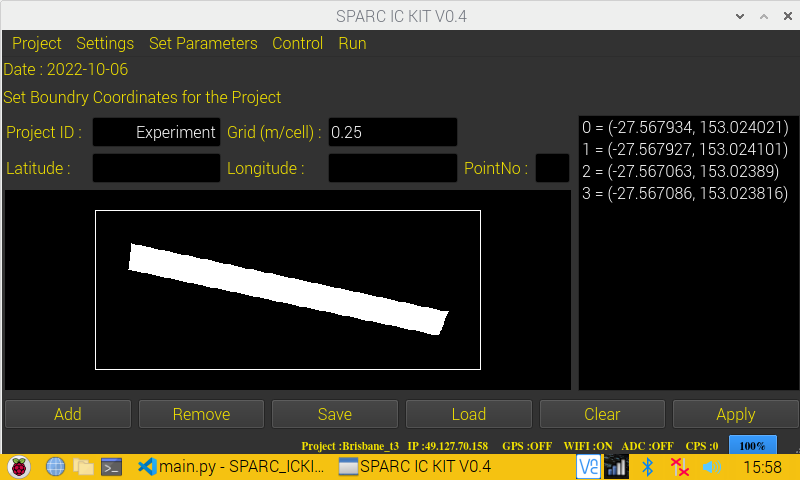 SPARC IC KIT V0.4
Project Settings Set Parameters Control Run
Date : 2022-10-06
Set Boundry Coordinates for the Project
Project ID : Experiment Grid (m/cell) : 0.25
Latitude : Longitude : PointNo :
0 = (-27.567934, 153.024021)
1 = (-27.567927, 153.024101)
2 = (-27.567063, 153.02389)
3 = (-27.567086, 153.023816)
Add Remove Save Load Clear Apply
Project :Brisbane_t3 IP :49.127.70.158 GPS :OFF WIFI :ON ADC :OFF CPS :0 100%
main.py - SPARC_ICKI... SPARC IC KIT V0.4 15:58